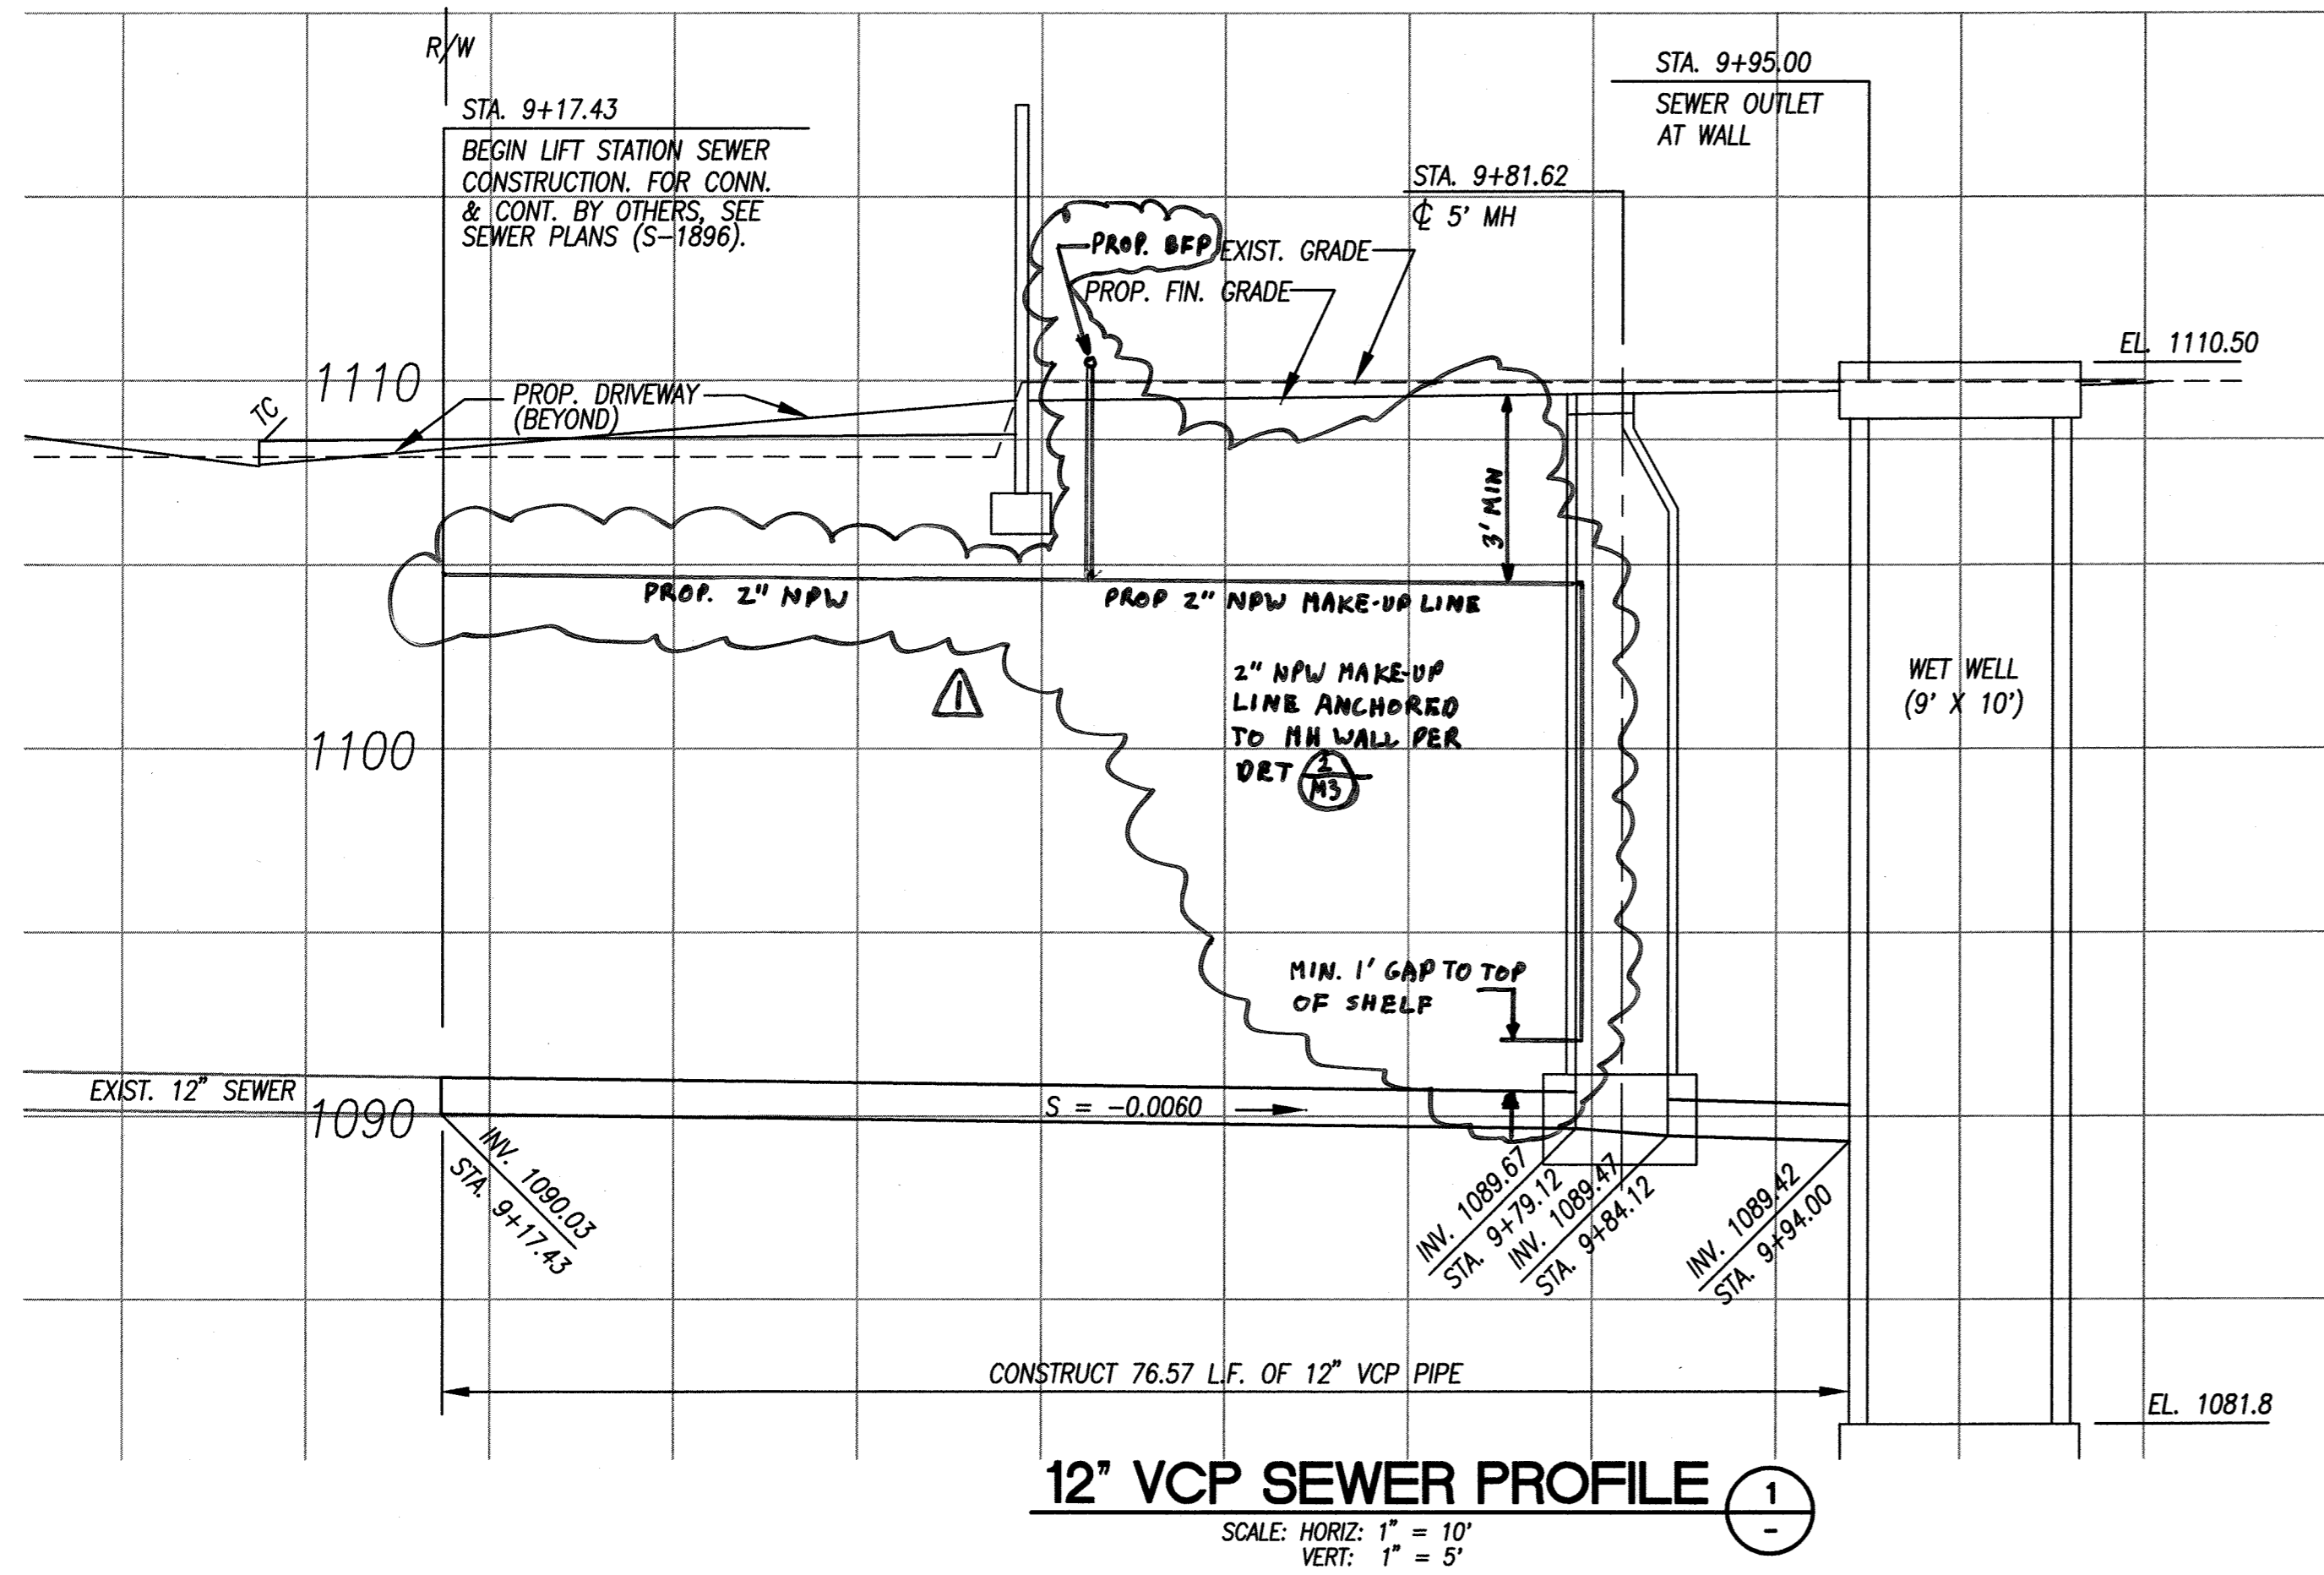 R/W
STA. 9+17.43
BEGIN LIFT STATION SEWER
CONSTRUCTION. FOR CONN.
& CONT. BY OTHERS, SEE
SEWER PLANS (S-1896).
STA. 9+95.00
SEWER OUTLET
AT WALL
STA. 9+81.62
℄ 5' MH
PROP. BFP
EXIST. GRADE
PROP. FIN. GRADE
EL. 1110.50
1110
TC
PROP. DRIVEWAY
(BEYOND)
3' MIN
PROP. 2" NPW
PROP 2" NPW MAKE-UP LINE
2" NPW MAKE-UP
LINE ANCHORED
TO MH WALL PER
DET 2
M3
1
WET WELL
(9' X 10')
1100
MIN. 1' GAP TO TOP
OF SHELF
EXIST. 12" SEWER
1090
S = -0.0060
INV. 1090.03
STA. 9+17.43
INV. 1089.67
STA. 9+79.12
INV. 1089.47
STA. 9+84.12
INV. 1089.42
STA. 9+94.00
CONSTRUCT 76.57 L.F. OF 12" VCP PIPE
EL. 1081.8
12" VCP SEWER PROFILE
1
-
SCALE: HORIZ: 1" = 10'
VERT: 1" = 5'